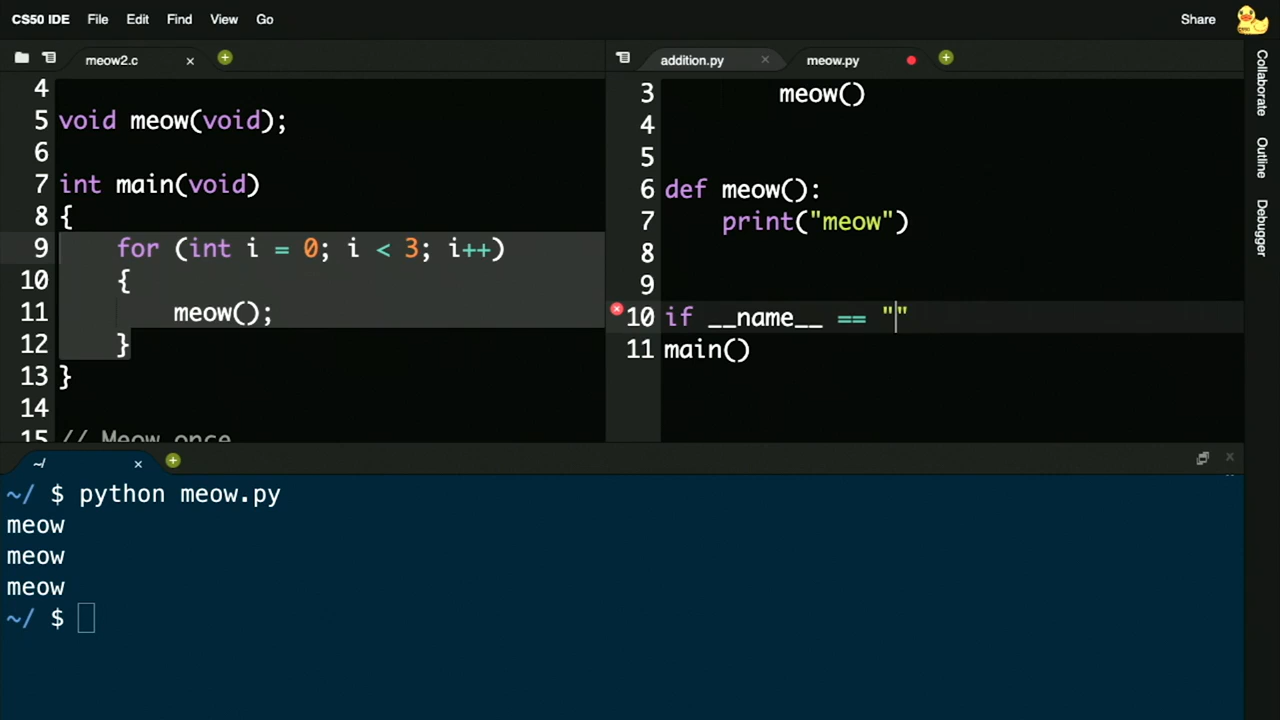 CS50 IDE File Edit Find View Go Share
meow2.c
addition.py meow.py
4
5 void meow(void);
6
7 int main(void)
8 {
9 for (int i = 0; i < 3; i++)
10 {
11 meow();
12 }
13 }
14
15 // Meow once
3 meow()
4
5
6 def meow():
7 print("meow")
8
9
10 if __name__ == ""
11 main()
Collaborate
Outline
Debugger
~/
~/ $ python meow.py
meow
meow
meow
~/ $